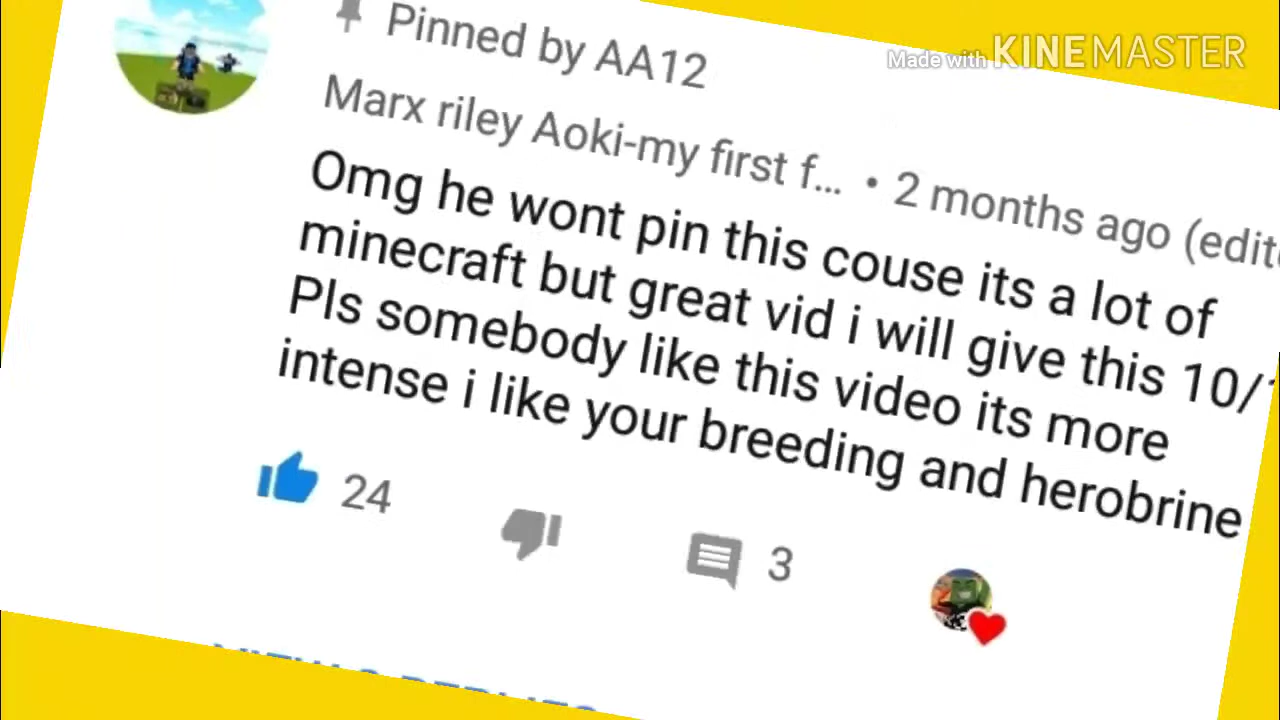 Made with KINEMASTER
Pinned by AA12
Marx riley Aoki-my first f... • 2 months ago (edit
Omg he wont pin this couse its a lot of
minecraft but great vid i will give this 10/
Pls somebody like this video its more
intense i like your breeding and herobrine
24
3